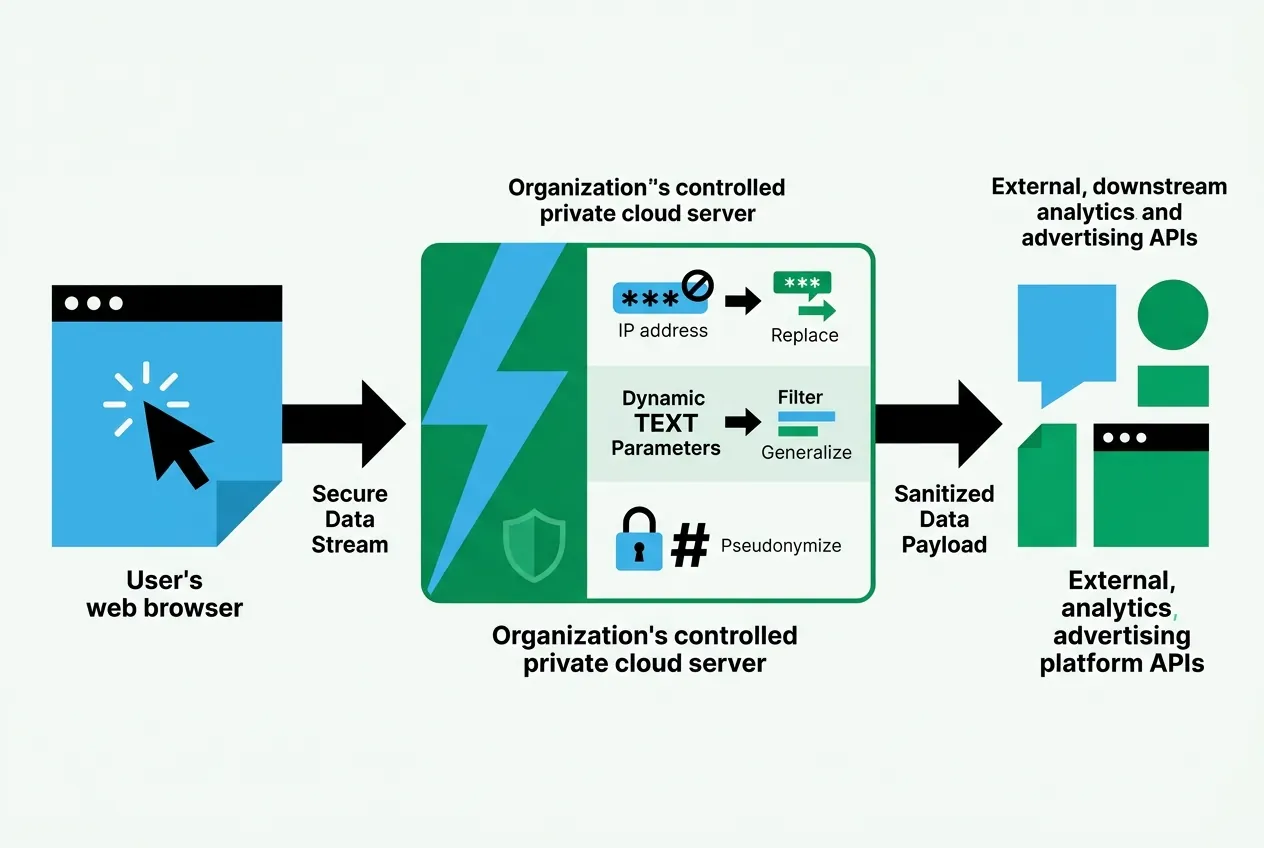 Organization"s controlled
private cloud server
External, downstream
analytics and
advertising APIs
***
IP address
***
Replace
Dynamic
TEXT
Parameters
Filter
Generalize
#
Pseudonymize
Secure
Data
Stream
Sanitized
Data
Payload
User's
web browser
Organization's controlled
private cloud server
External,
analytics,
advertising
platform APIs